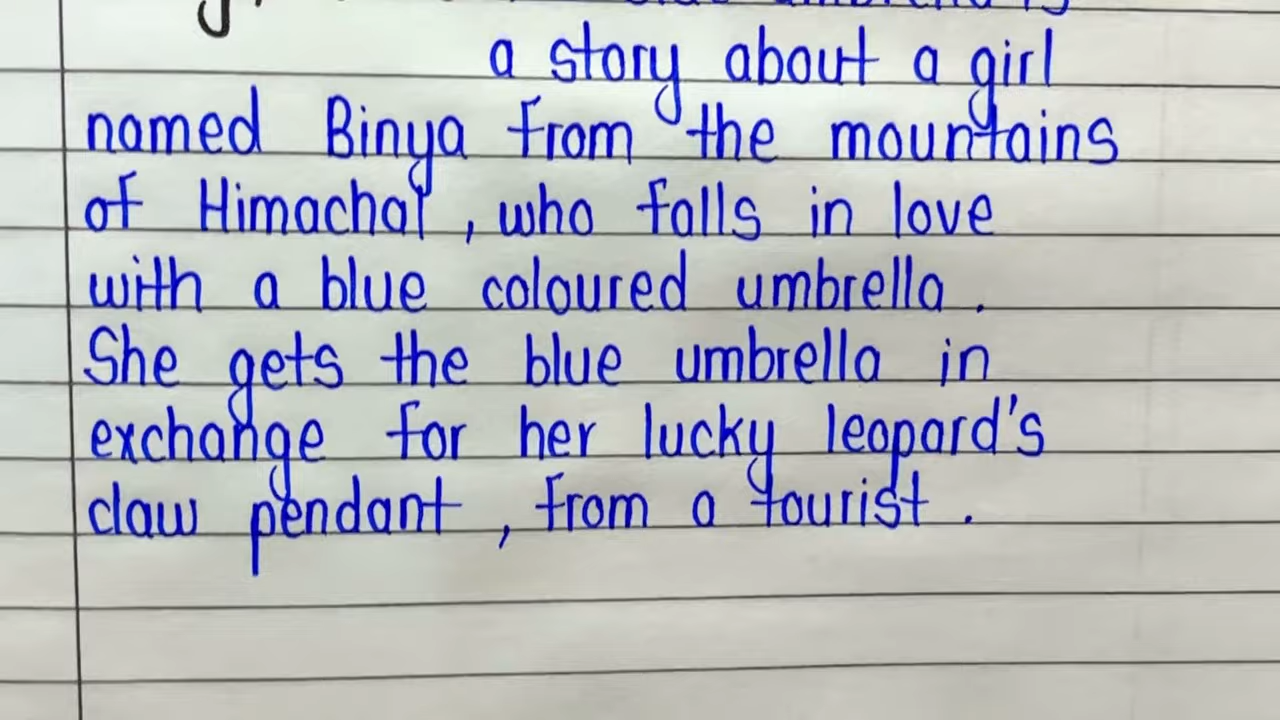 a story about a girl
named Binya from the mountains
of Himachal , who falls in love
with a blue coloured umbrella .
She gets the blue umbrella in
exchange for her lucky leopard's
claw pendant , from a tourist .